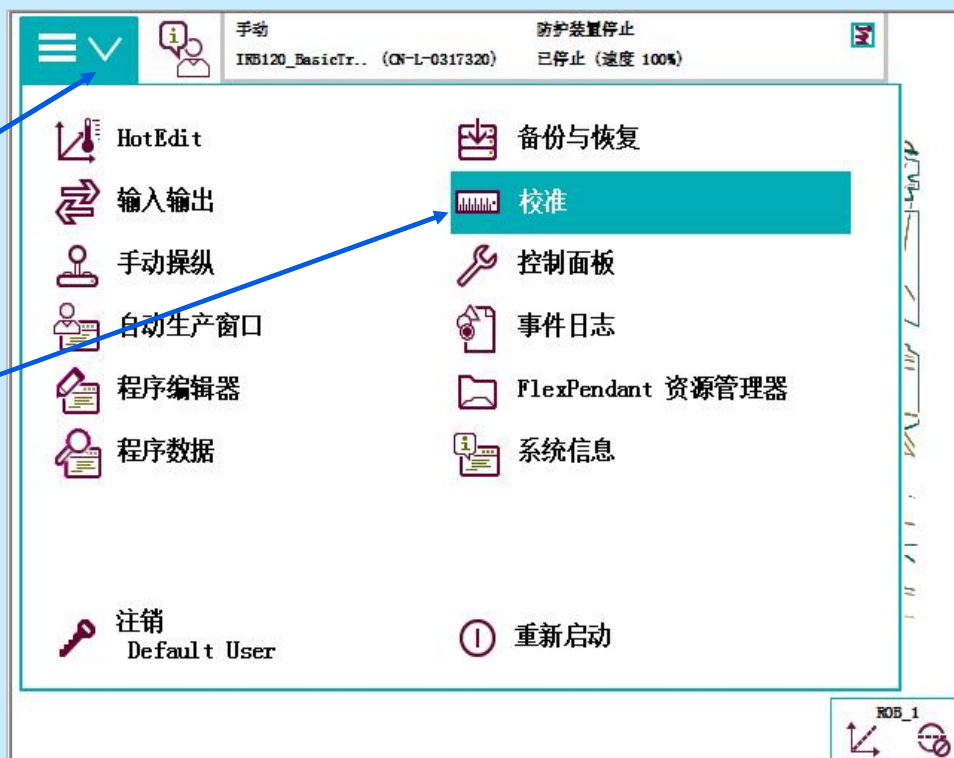 手动
防护装置停止
IRB120_BasicTr.. (CN-L-0317320)
已停止 (速度 100%)
HotEdit
备份与恢复
输入输出
校准
手动操纵
控制面板
自动生产窗口
事件日志
程序编辑器
FlexPendant 资源管理器
程序数据
系统信息
注销
Default User
重新启动
ROB_1